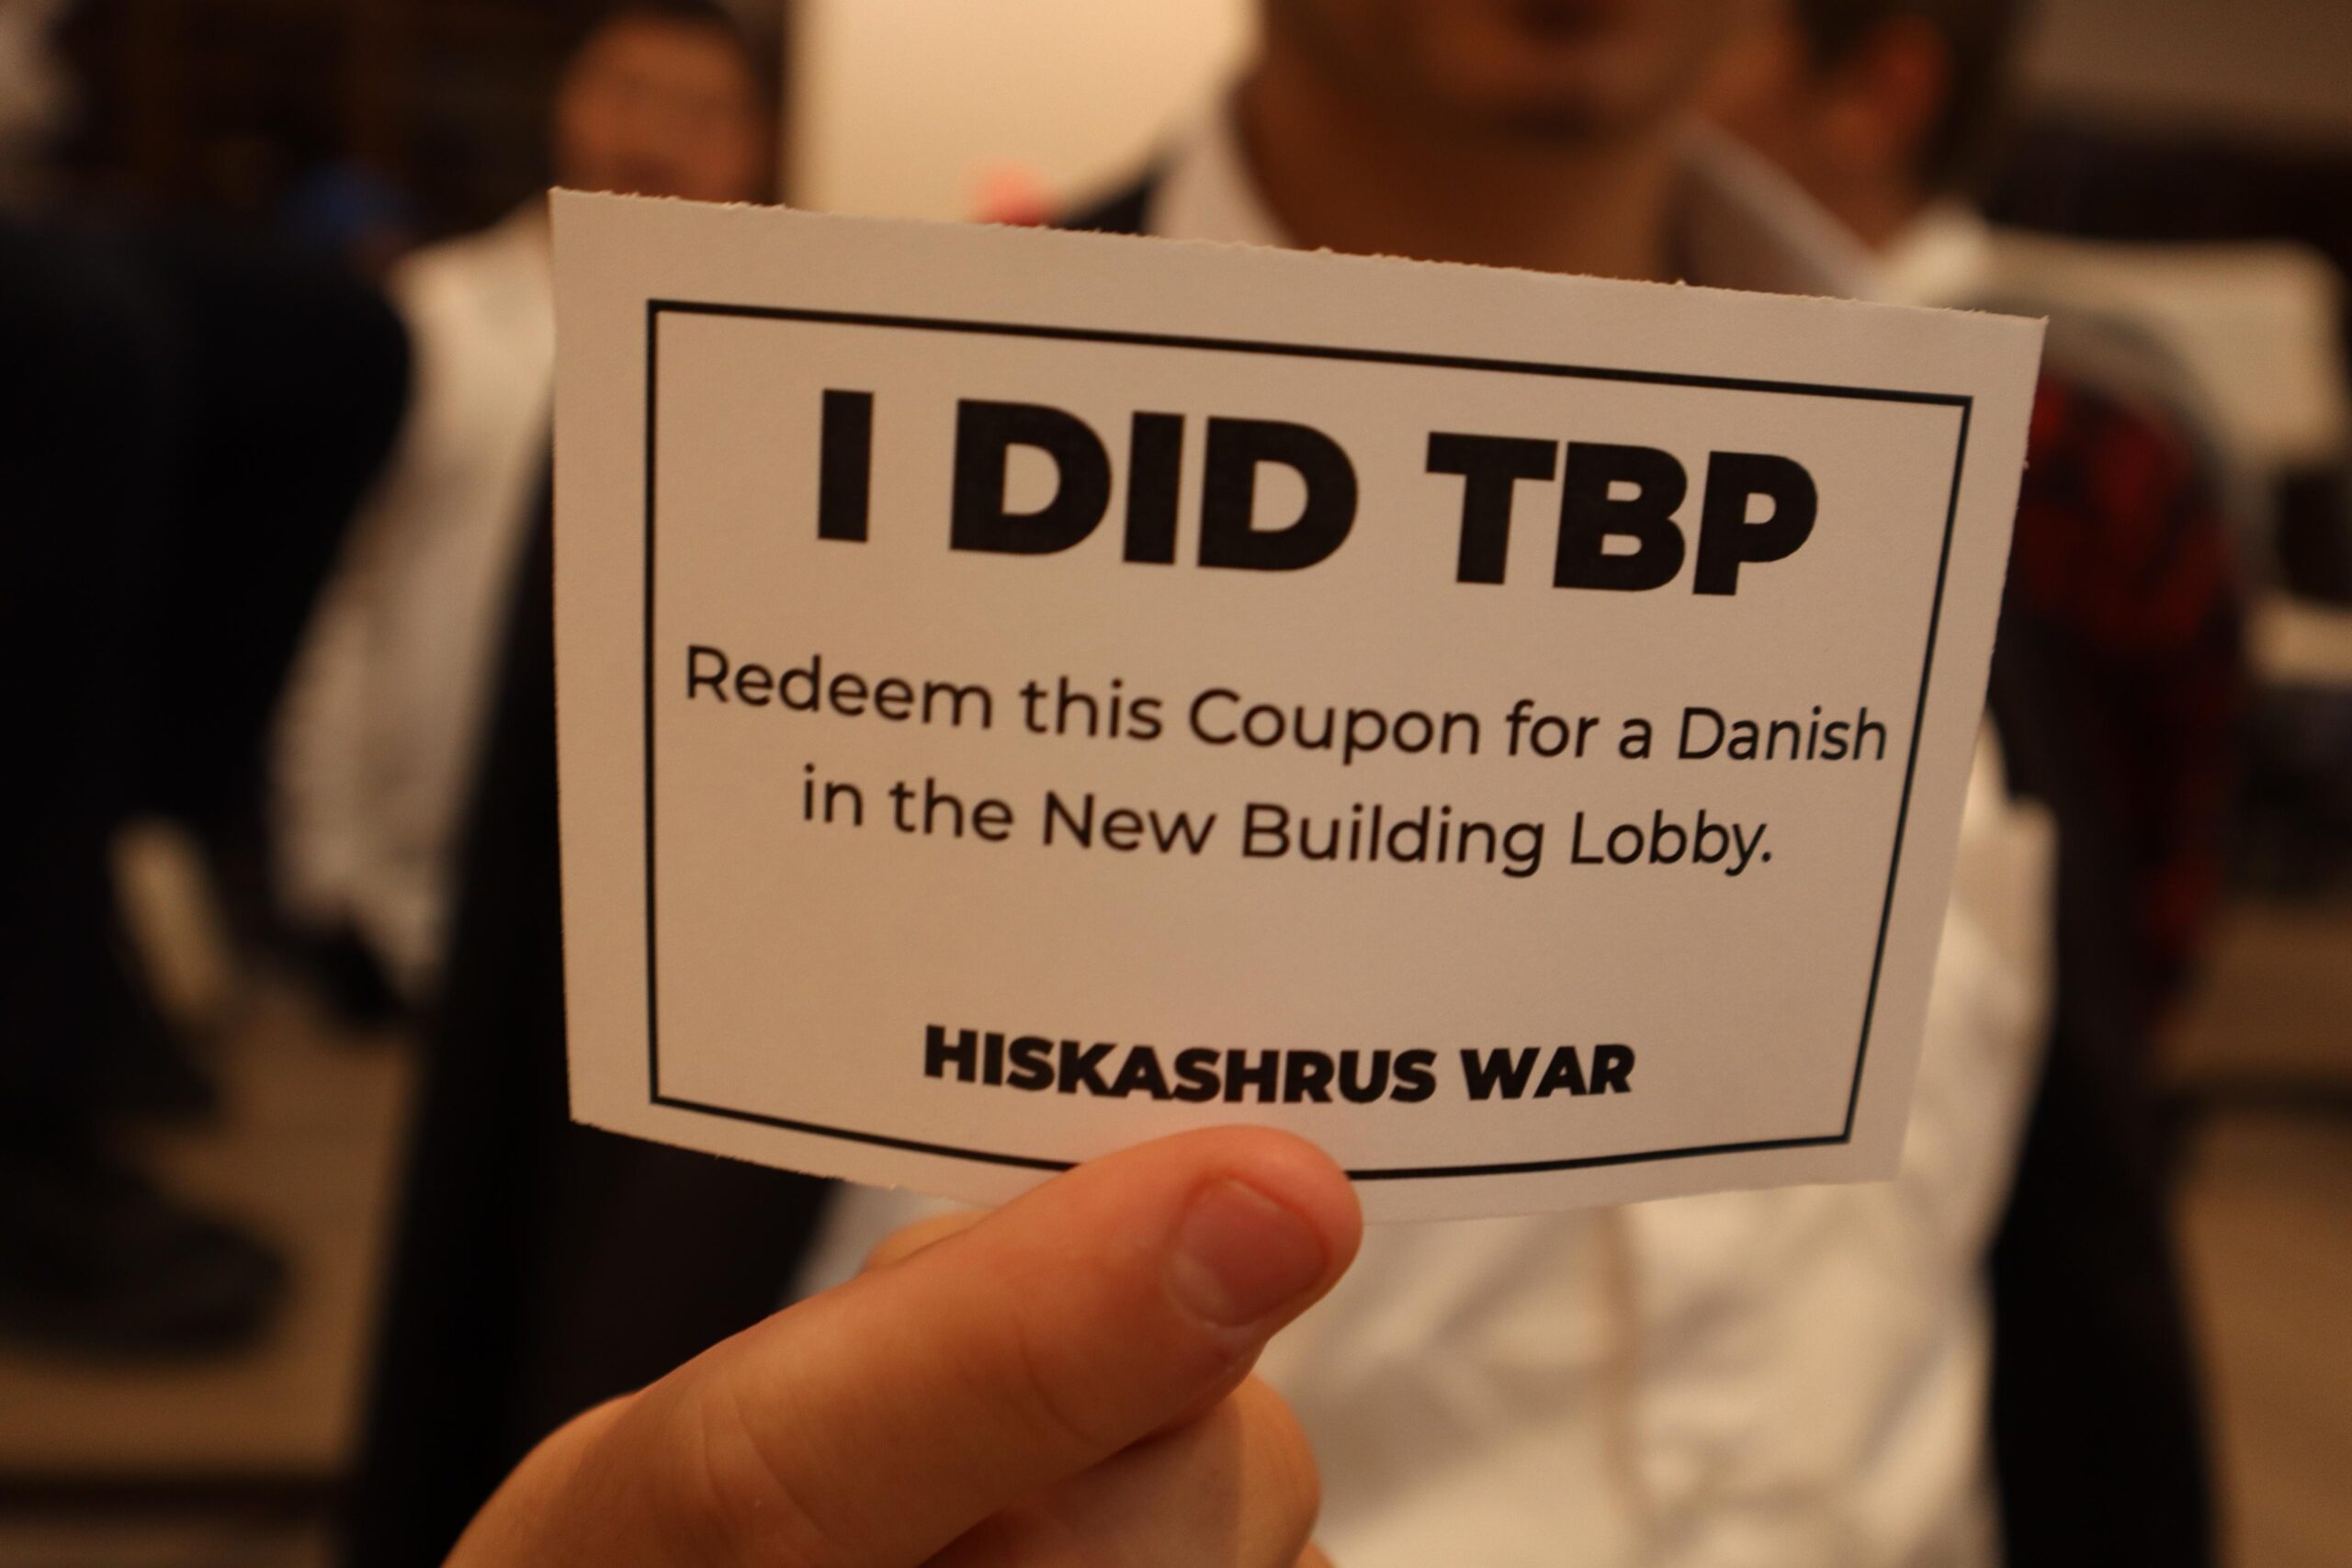 I DID TBP
Redeem this Coupon for a Danish
in the New Building Lobby.
HISKASHRUS WAR